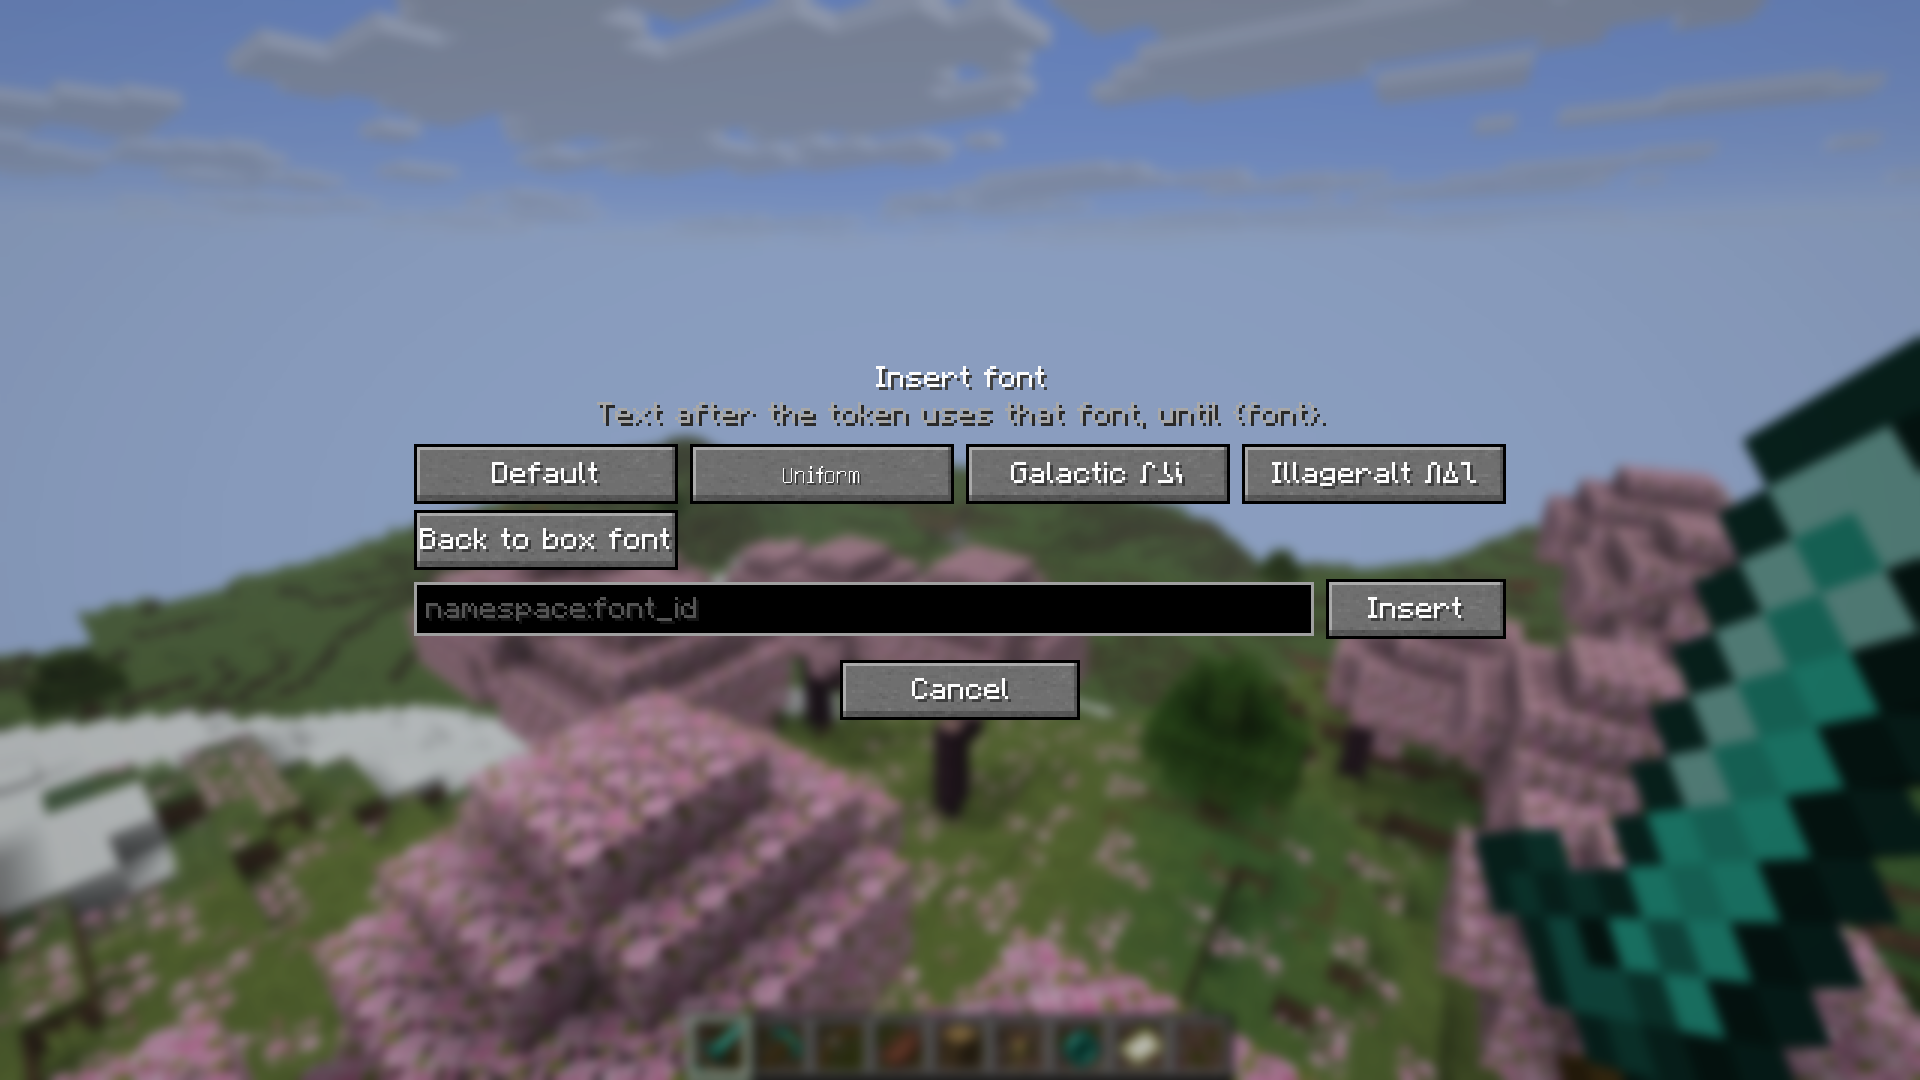 Insert font
Text after the token uses that font, until {font}.
Default
Uniform
Galactic
Illageralt
Back to box font
namespace:font_id
Insert
Cancel